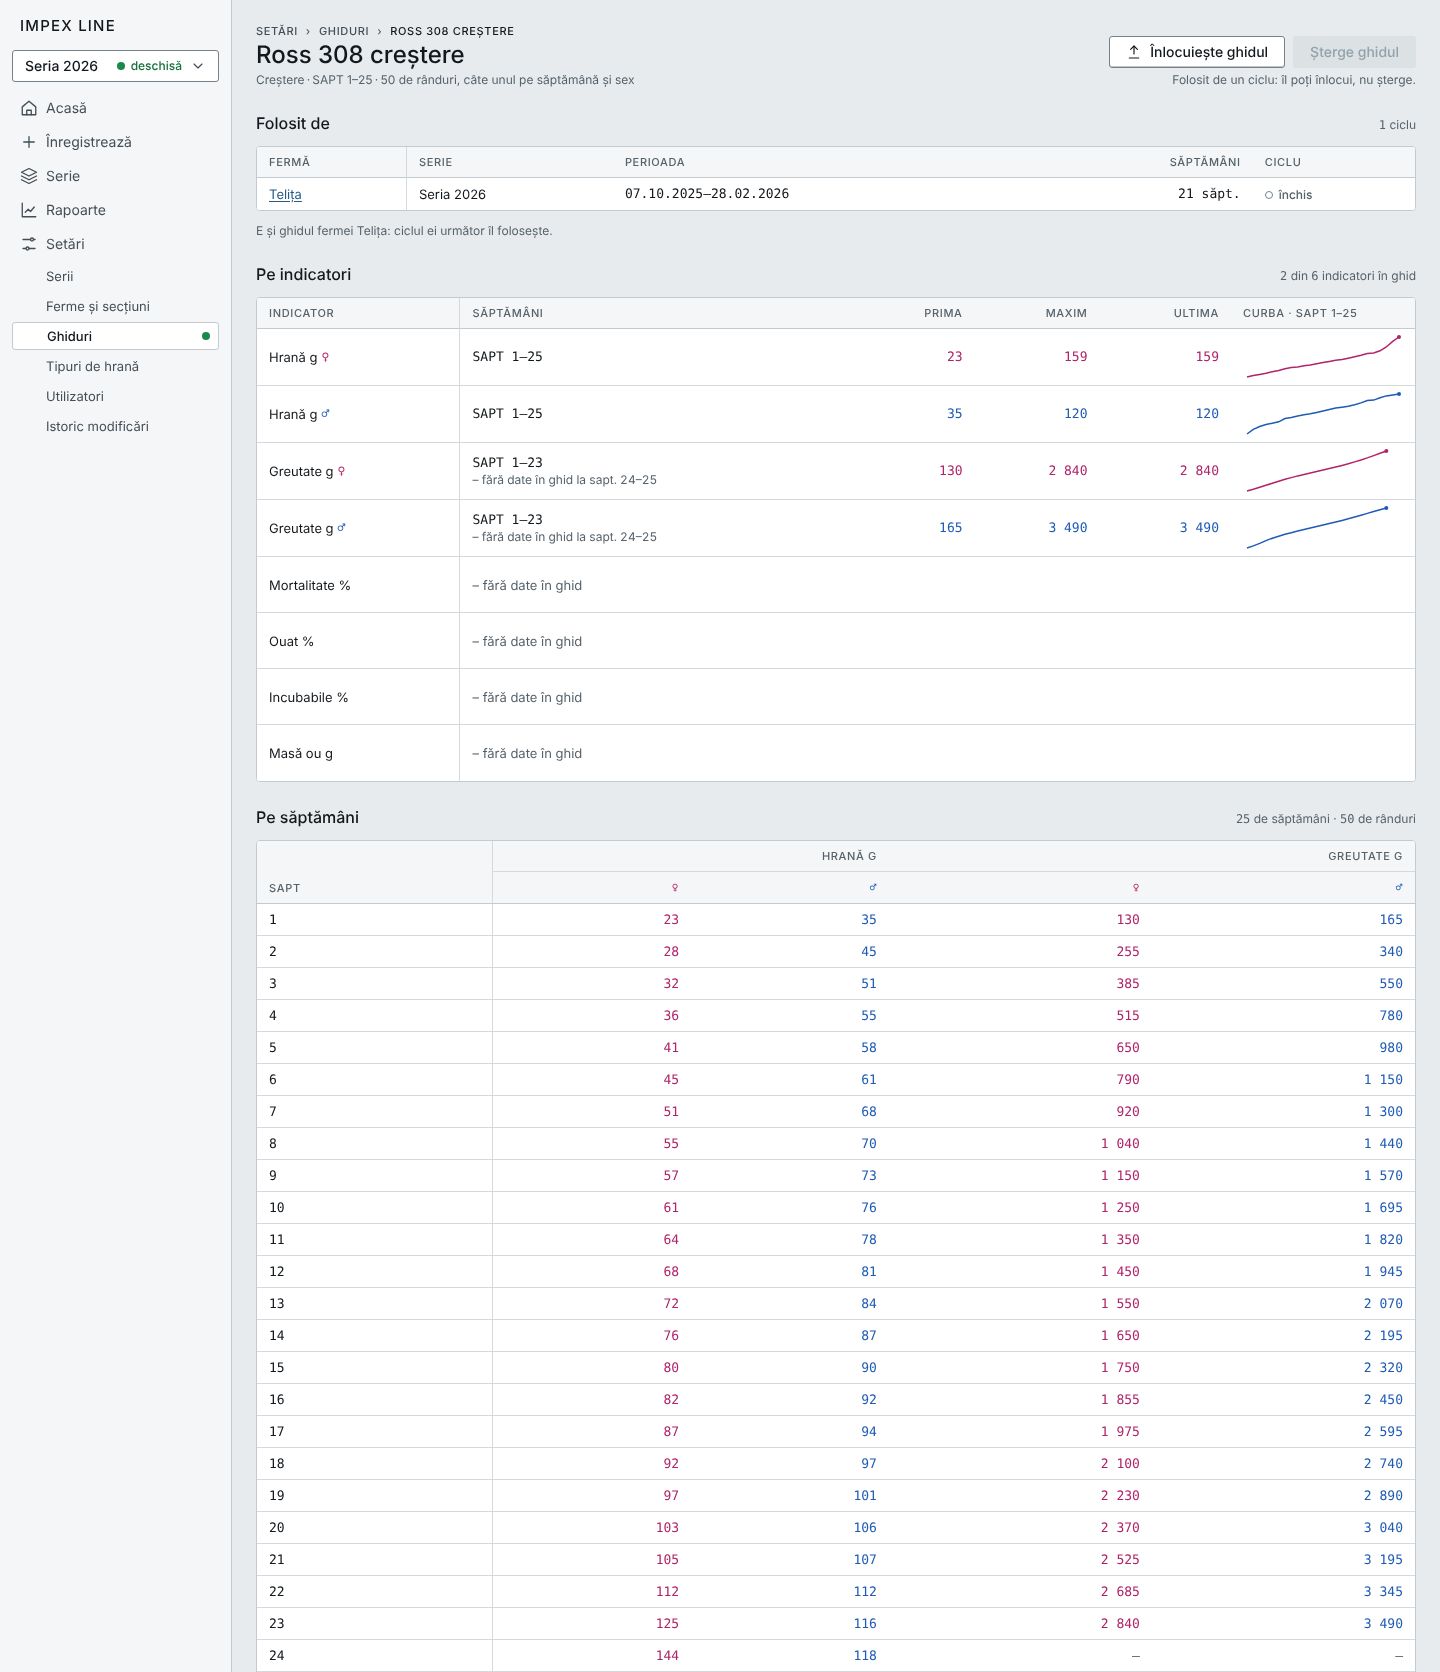 IMPEX LINE
Seria 2026 deschisă
Acasă
Înregistrează
Serie
Rapoarte
Setări
Serii
Ferme și secțiuni
Ghiduri
Tipuri de hrană
Utilizatori
Istoric modificări
SETĂRI › GHIDURI › ROSS 308 CREȘTERE
Ross 308 creștere
Creștere · SAPT 1–25 · 50 de rânduri, câte unul pe săptămână și sex
Înlocuiește ghidul
Șterge ghidul
Folosit de un ciclu: îl poți înlocui, nu șterge.
Folosit de
1 ciclu
FERMĂ SERIE PERIOADA SĂPTĂMÂNI CICLU
Telița Seria 2026 07.10.2025–28.02.2026 21 săpt. închis
E și ghidul fermei Telița: ciclul ei următor îl folosește.
Pe indicatori
2 din 6 indicatori în ghid
INDICATOR SĂPTĂMÂNI PRIMA MAXIM ULTIMA CURBA · SAPT 1–25
Hrană g ♀ SAPT 1–25 23 159 159
Hrană g ♂ SAPT 1–25 35 120 120
Greutate g ♀ SAPT 1–23 130 2 840 2 840
– fără date în ghid la sapt. 24–25
Greutate g ♂ SAPT 1–23 165 3 490 3 490
– fără date în ghid la sapt. 24–25
Mortalitate % – fără date în ghid
Ouat % – fără date în ghid
Incubabile % – fără date în ghid
Masă ou g – fără date în ghid
Pe săptămâni
25 de săptămâni · 50 de rânduri
HRANĂ G GREUTATE G
SAPT ♀ ♂ ♀ ♂
1 23 35 130 165
2 28 45 255 340
3 32 51 385 550
4 36 55 515 780
5 41 58 650 980
6 45 61 790 1 150
7 51 68 920 1 300
8 55 70 1 040 1 440
9 57 73 1 150 1 570
10 61 76 1 250 1 695
11 64 78 1 350 1 820
12 68 81 1 450 1 945
13 72 84 1 550 2 070
14 76 87 1 650 2 195
15 80 90 1 750 2 320
16 82 92 1 855 2 450
17 87 94 1 975 2 595
18 92 97 2 100 2 740
19 97 101 2 230 2 890
20 103 106 2 370 3 040
21 105 107 2 525 3 195
22 112 112 2 685 3 345
23 125 116 2 840 3 490
24 144 118 – –